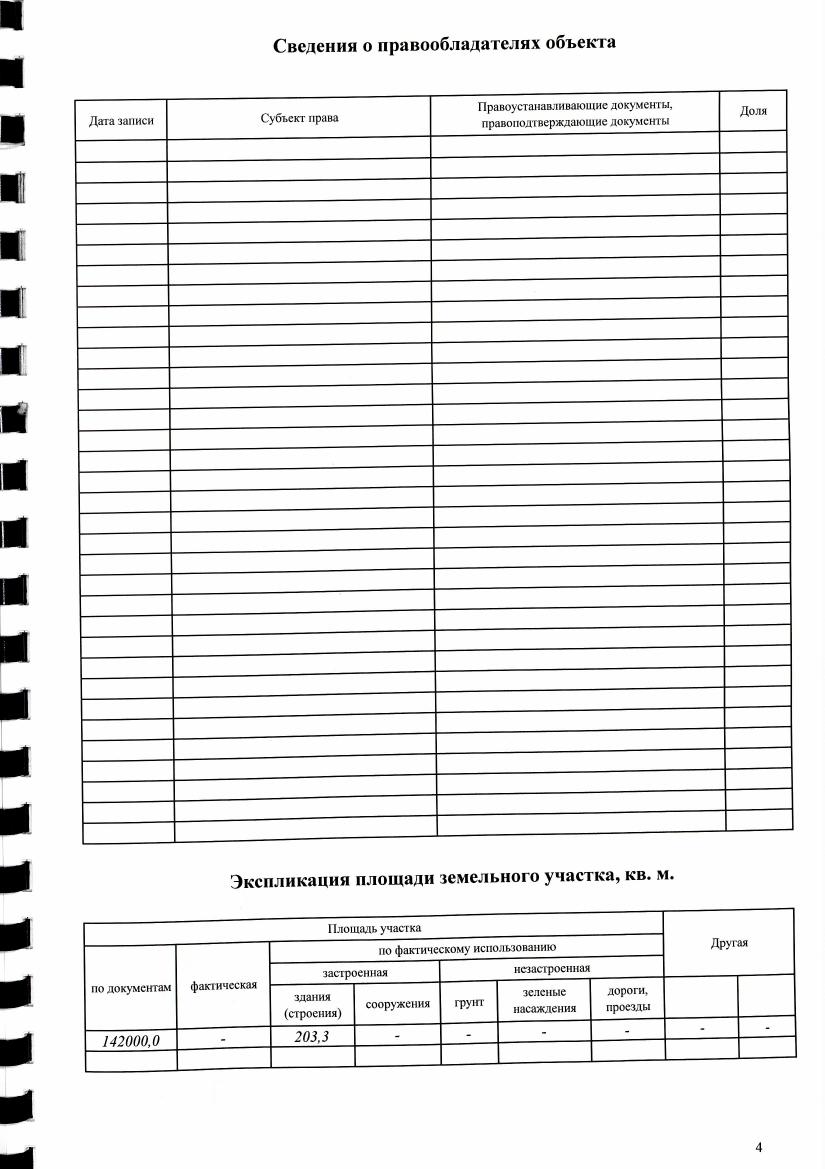 Сведения о правообладателях объекта
Дата записи
Субъект права
Правоустанавливающие документы,
правоподтверждающие документы
Доля
Экспликация площади земельного участка, кв. м.
Площадь участка
Другая
по документам
фактическая
по фактическому использованию
застроенная
незастроенная
здания
(строения)
сооружения
грунт
зеленые
насаждения
дороги,
проезды
142000,0
-
203,3
-
-
-
-
-
-
4